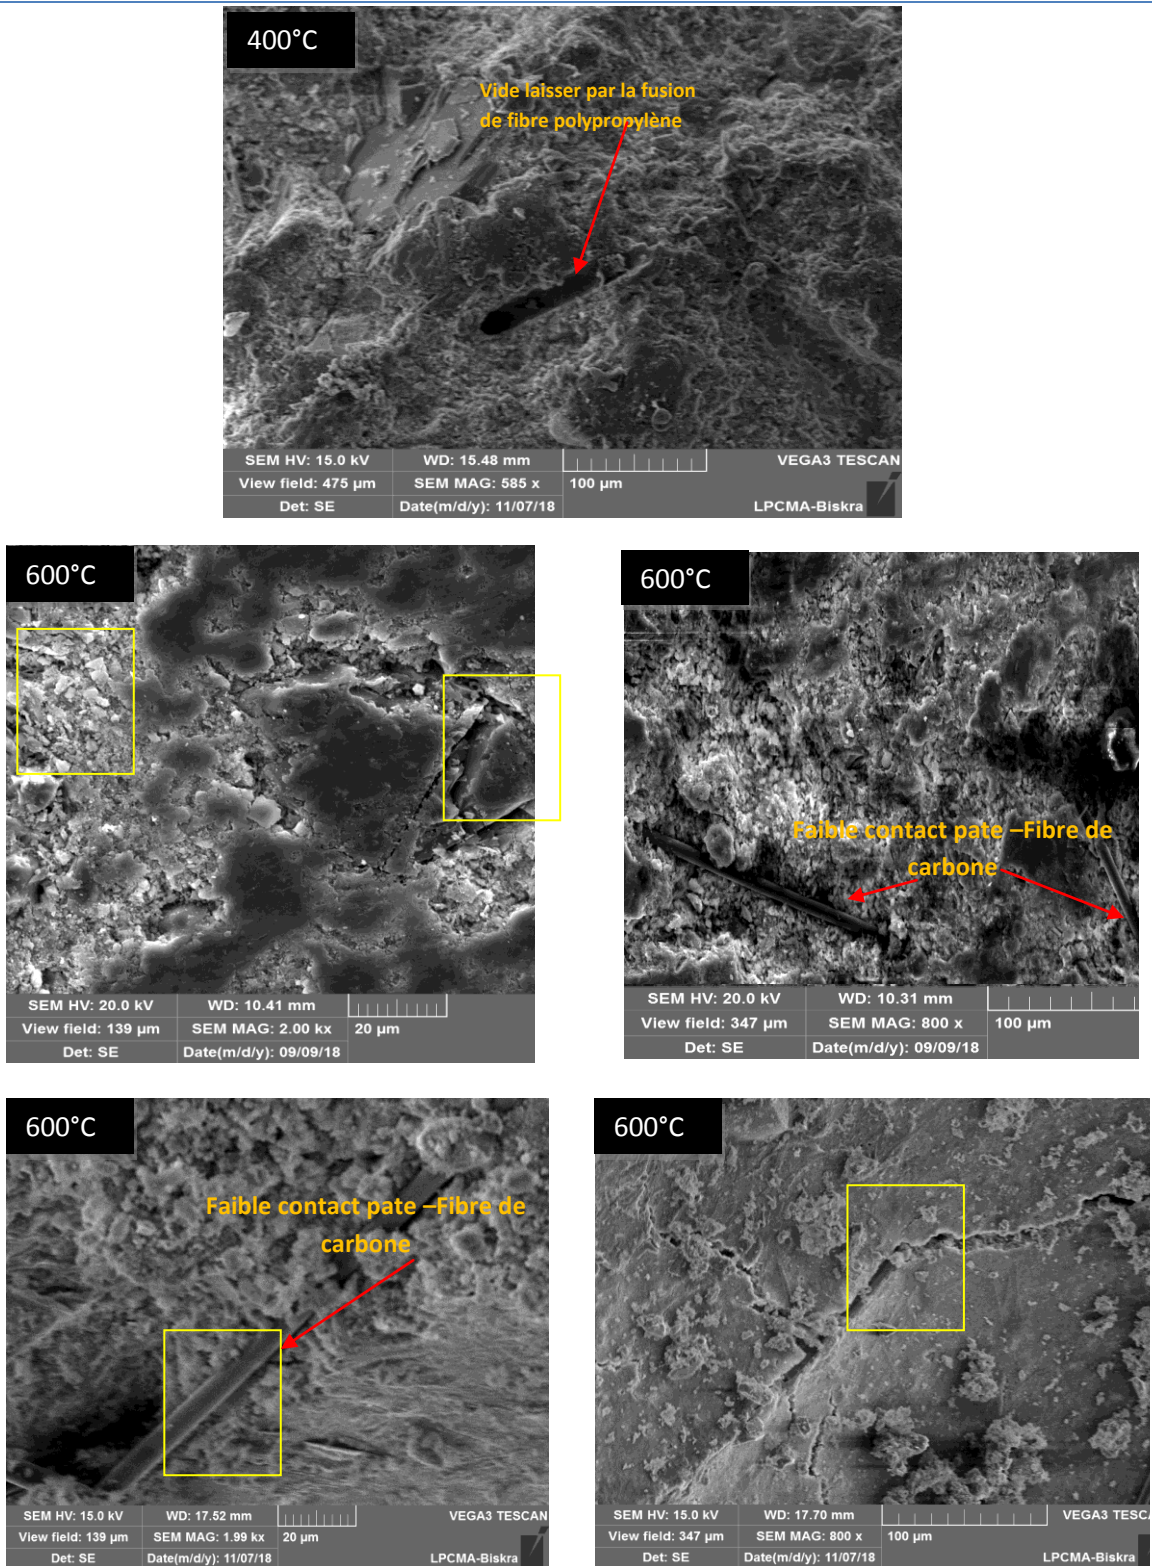 400°C
Vide laisser par la fusion
de fibre polypropylène
SEM HV: 15.0 kV WD: 15.48 mm VEGA3 TESCAN
View field: 475 µm SEM MAG: 585 x 100 µm
Det: SE Date(m/d/y): 11/07/18 LPCMA-Biskra
600°C
SEM HV: 20.0 kV WD: 10.41 mm
View field: 139 µm SEM MAG: 2.00 kx 20 µm
Det: SE Date(m/d/y): 09/09/18
600°C
Faible contact pate –Fibre de
carbone
SEM HV: 20.0 kV WD: 10.31 mm
View field: 347 µm SEM MAG: 800 x 100 µm
Det: SE Date(m/d/y): 09/09/18
600°C
Faible contact pate –Fibre de
carbone
SEM HV: 15.0 kV WD: 17.52 mm VEGA3 TESCAN
View field: 139 µm SEM MAG: 1.99 kx 20 µm
Det: SE Date(m/d/y): 11/07/18 LPCMA-Biskra
600°C
SEM HV: 15.0 kV WD: 17.70 mm VEGA3 TESCA
View field: 347 µm SEM MAG: 800 x 100 µm
Det: SE Date(m/d/y): 11/07/18 LPCMA-Biskra